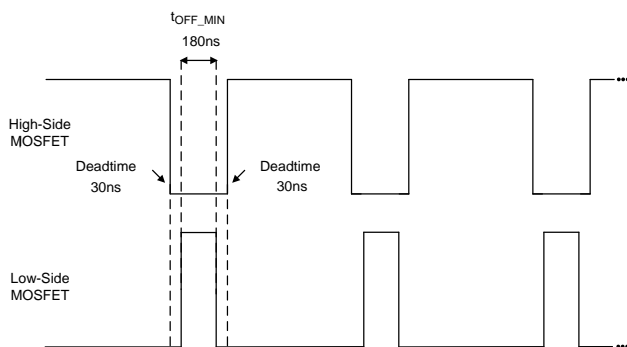 tOFF_MIN
180ns
High-Side
MOSFET
Deadtime
30ns
Deadtime
30ns
Low-Side
MOSFET